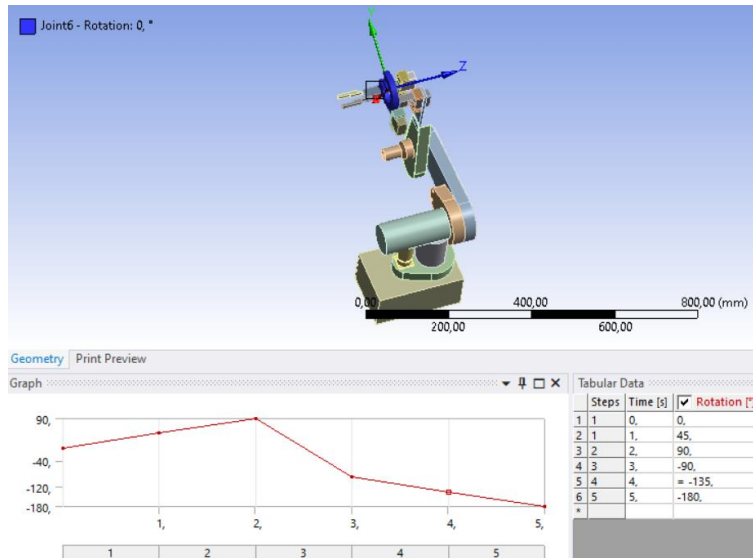 Joint6 - Rotation: 0, °
Y
Z
0,00 400,00 800,00 (mm)
200,00 600,00
Geometry Print Preview
Graph
90,
-40,
-120,
-180,
1, 2, 3, 4, 5,
1 2 3 4 5
Tabular Data
Steps Time [s] Rotation [°]
1 1 0, 0,
2 1 1, 45,
3 2 2, 90,
4 3 3, -90,
5 4 4, = -135,
6 5 5, -180,
*